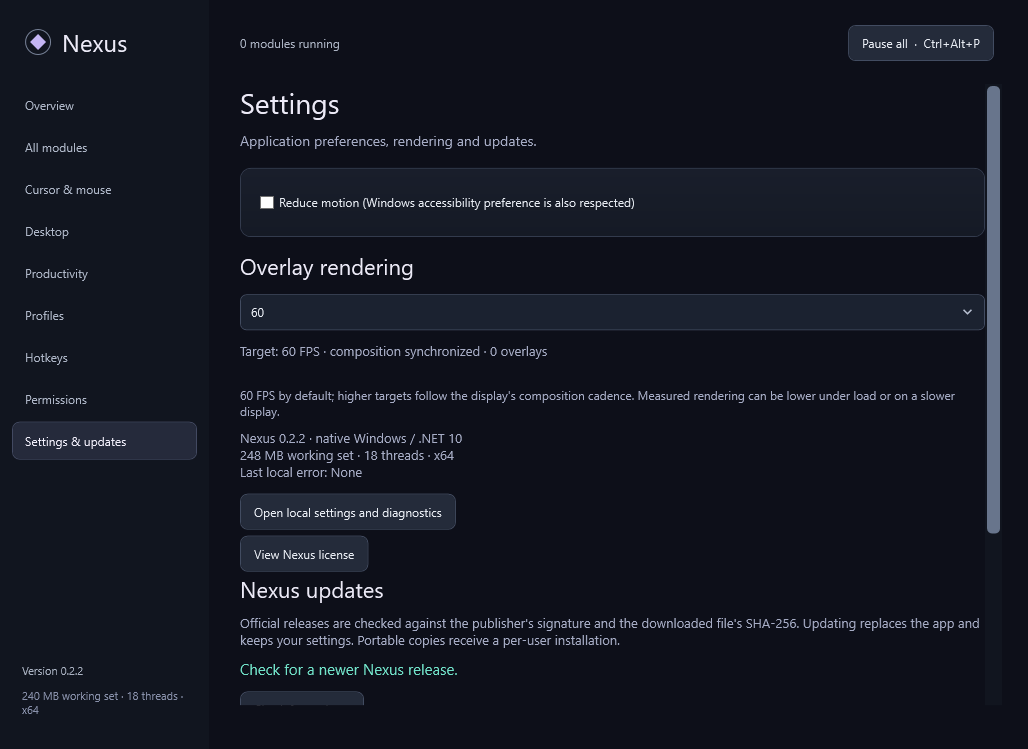 Nexus
0 modules running
Pause all · Ctrl+Alt+P
Overview
All modules
Cursor & mouse
Desktop
Productivity
Profiles
Hotkeys
Permissions
Settings & updates
Settings
Application preferences, rendering and updates.
Reduce motion (Windows accessibility preference is also respected)
Overlay rendering
60
Target: 60 FPS · composition synchronized · 0 overlays
60 FPS by default; higher targets follow the display's composition cadence. Measured rendering can be lower under load or on a slower
display.
Nexus 0.2.2 · native Windows / .NET 10
248 MB working set · 18 threads · x64
Last local error: None
Open local settings and diagnostics
View Nexus license
Nexus updates
Official releases are checked against the publisher's signature and the downloaded file's SHA-256. Updating replaces the app and
keeps your settings. Portable copies receive a per-user installation.
Check for a newer Nexus release.
Version 0.2.2
240 MB working set · 18 threads ·
x64